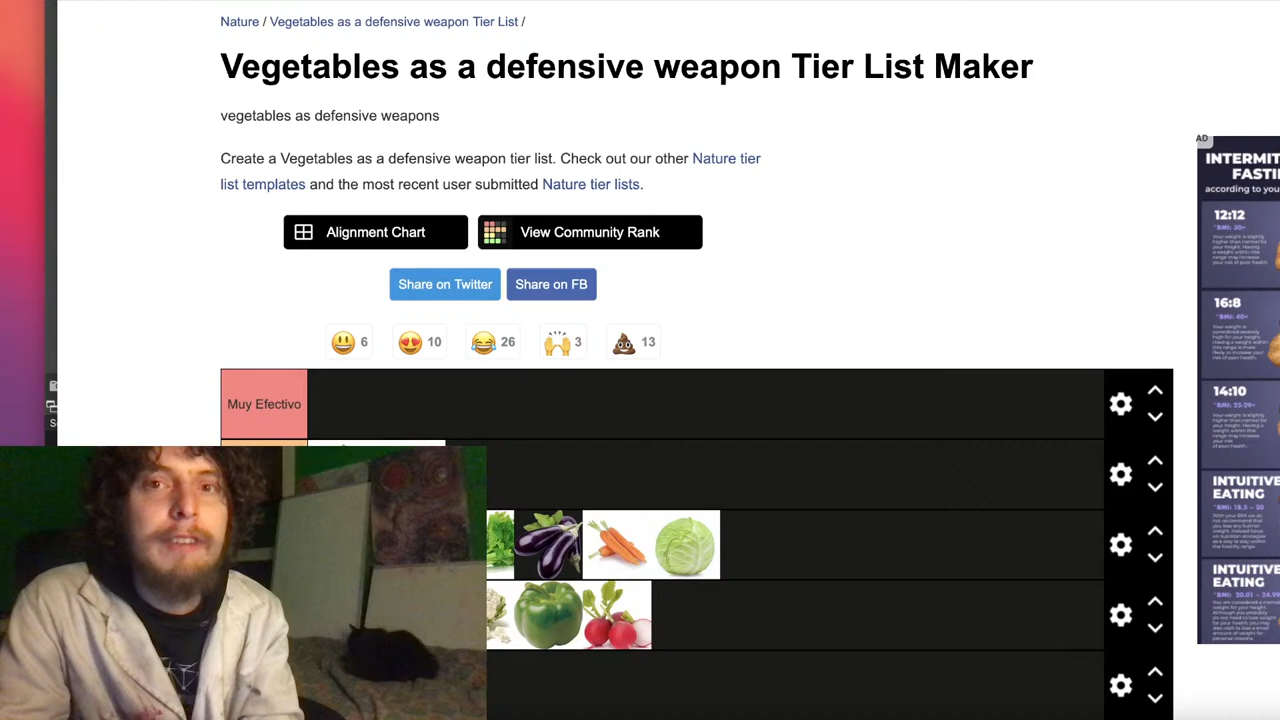 Nature / Vegetables as a defensive weapon Tier List /
Vegetables as a defensive weapon Tier List Maker
vegetables as defensive weapons
Create a Vegetables as a defensive weapon tier list. Check out our other Nature tier
list templates and the most recent user submitted Nature tier lists.
Alignment Chart
View Community Rank
Share on Twitter
Share on FB
6
10
26
3
13
Muy Efectivo
AD
according to you
12:12
16:8
14:10
INTUITIVE
EATING
INTUITIVE
EATING